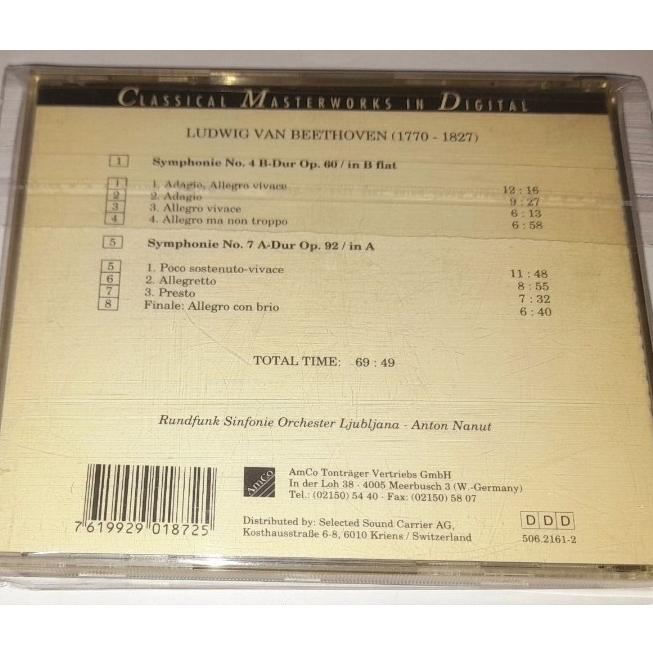 CLASSICAL MASTERWORKS IN DIGITAL
LUDWIG VAN BEETHOVEN (1770 - 1827)
1 Symphonie No. 4 B-Dur Op. 60 / in B flat
1 1. Adagio, Allegro vivace 12 : 16
2 2. Adagio 9 : 27
3 3. Allegro vivace 6 : 13
4 4. Allegro ma non troppo 6 : 58
5 Symphonie No. 7 A-Dur Op. 92 / in A
5 1. Poco sostenuto-vivace 11 : 48
6 2. Allegretto 8 : 55
7 3. Presto 7 : 32
8 Finale: Allegro con brio 6 : 40
TOTAL TIME: 69 : 49
Rundfunk Sinfonie Orchester Ljubljana - Anton Nanut
AmCo
AmCo Tonträger Vertriebs GmbH
In der Loh 38 · 4005 Meerbusch 3 (W.-Germany)
Tel.: (02150) 54 40 · Fax: (02150) 58 07
7 619929 018725
Distributed by: Selected Sound Carrier AG,
Kosthausstraße 6-8, 6010 Kriens / Switzerland
D D D
506.2161-2